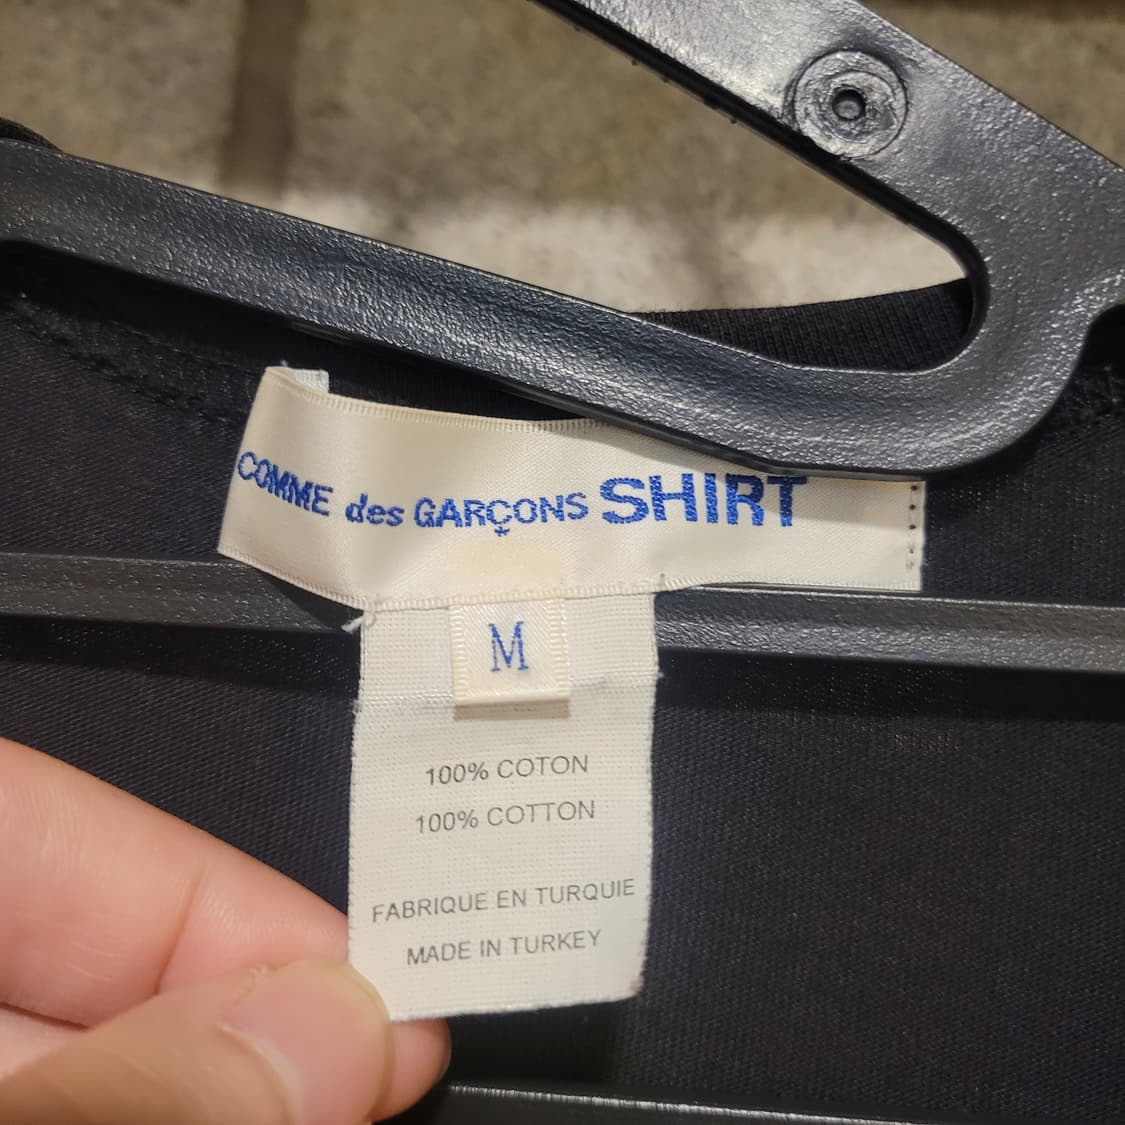 COMME des GARÇONS SHIRT
M
100% COTON
100% COTTON
FABRIQUE EN TURQUIE
MADE IN TURKEY